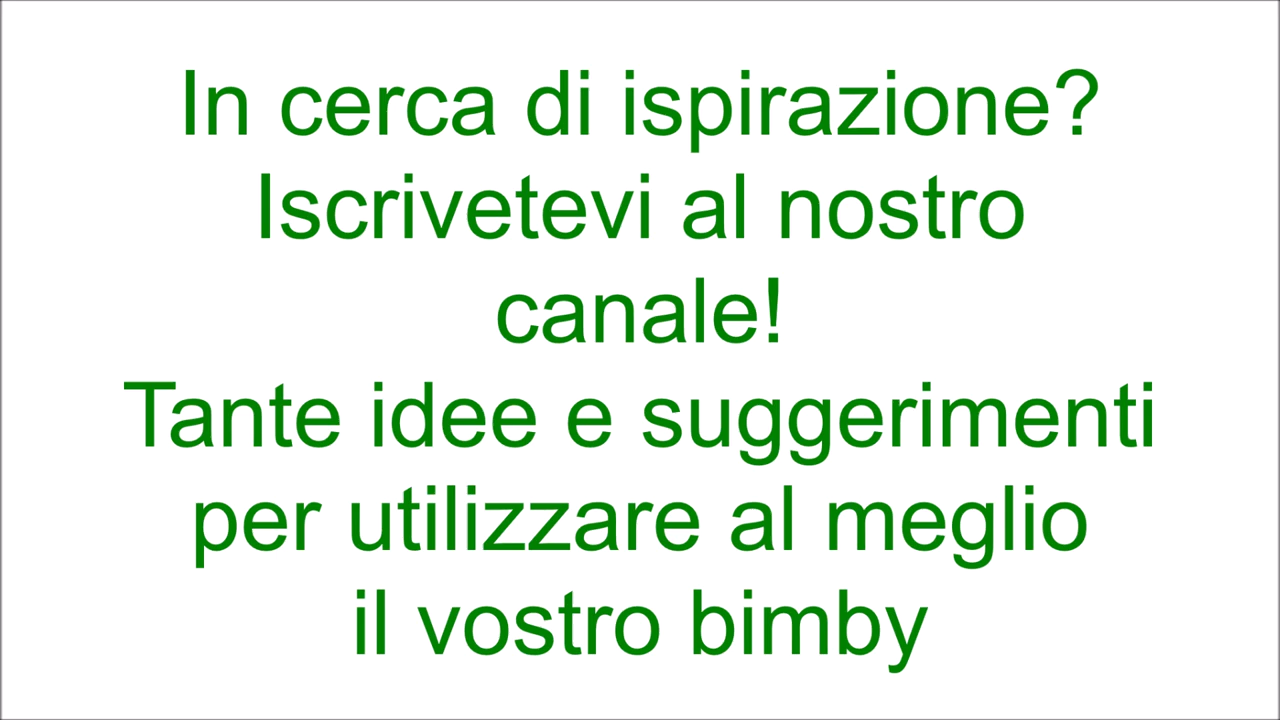 In cerca di ispirazione?
Iscrivetevi al nostro
canale!
Tante idee e suggerimenti
per utilizzare al meglio
il vostro bimby